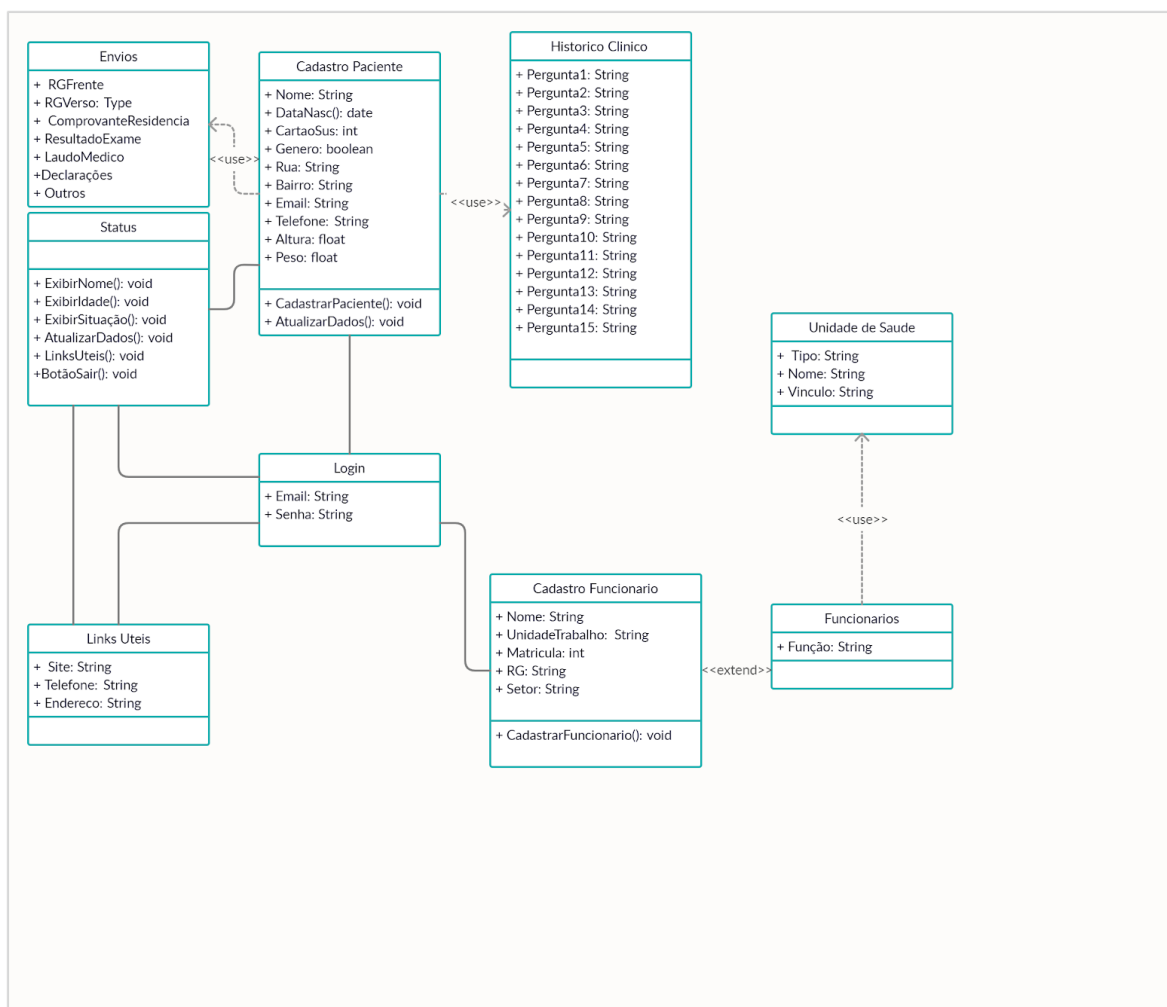 Envios
+ RGFrente
+ RGVerso: Type
+ ComprovanteResidencia
+ ResultadoExame
+ LaudoMedico
+Declarações
+ Outros
Status
+ ExibirNome(): void
+ ExibirIdade(): void
+ ExibirSituação(): void
+ AtualizarDados(): void
+ LinksUteis(): void
+BotãoSair(): void
<<use>>
Cadastro Paciente
+ Nome: String
+ DataNasc(): date
+ CartaoSus: int
+ Genero: boolean
+ Rua: String
+ Bairro: String
+ Email: String
+ Telefone: String
+ Altura: float
+ Peso: float
+ CadastrarPaciente(): void
+ AtualizarDados(): void
<<use>>
Historico Clinico
+ Pergunta1: String
+ Pergunta2: String
+ Pergunta3: String
+ Pergunta4: String
+ Pergunta5: String
+ Pergunta6: String
+ Pergunta7: String
+ Pergunta8: String
+ Pergunta9: String
+ Pergunta10: String
+ Pergunta11: String
+ Pergunta12: String
+ Pergunta13: String
+ Pergunta14: String
+ Pergunta15: String
Unidade de Saude
+ Tipo: String
+ Nome: String
+ Vinculo: String
<<use>>
Login
+ Email: String
+ Senha: String
Links Uteis
+ Site: String
+ Telefone: String
+ Endereco: String
Cadastro Funcionario
+ Nome: String
+ UnidadeTrabalho: String
+ Matricula: int
+ RG: String
+ Setor: String
+ CadastrarFuncionario(): void
<<extend>>
Funcionarios
+ Função: String